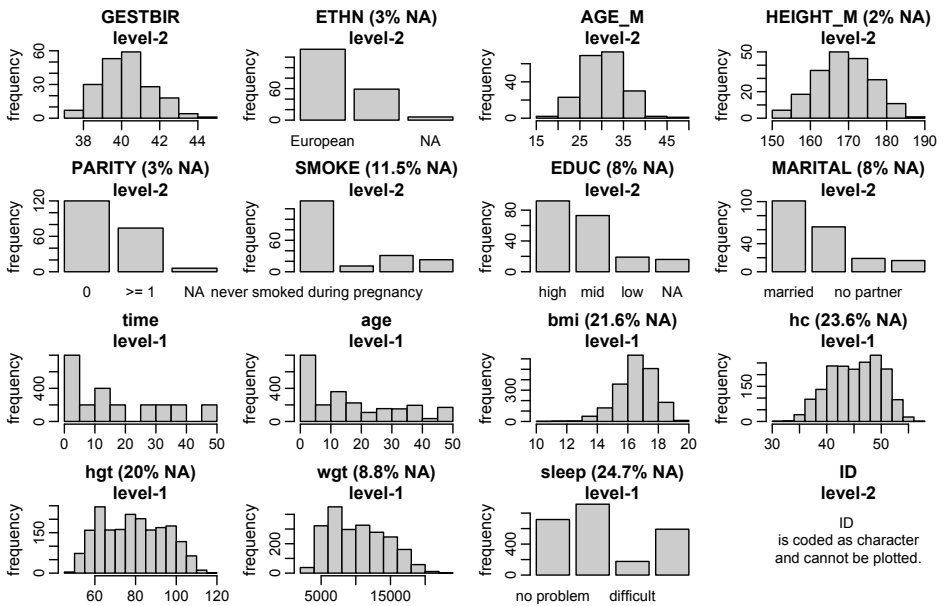 GESTBIR
level-2
frequency
0 20 60
38 40 42 44
ETHN (3% NA)
level-2
frequency
0 60
European NA
AGE_M
level-2
frequency
0 40
15 25 35 45
HEIGHT_M (2% NA)
level-2
frequency
0 20 50
150 160 170 180 190
PARITY (3% NA)
level-2
frequency
0 60 120
0 >= 1 NA
SMOKE (11.5% NA)
level-2
frequency
0 60
never smoked during pregnancy
EDUC (8% NA)
level-2
frequency
0 40 80
high mid low NA
MARITAL (8% NA)
level-2
frequency
0 40 100
married no partner
time
level-1
frequency
0 400
0 10 20 30 40 50
age
level-1
frequency
0 400
0 10 20 30 40 50
bmi (21.6% NA)
level-1
frequency
0 300
10 12 14 16 18 20
hc (23.6% NA)
level-1
frequency
0 150
30 40 50
hgt (20% NA)
level-1
frequency
0 150
60 80 100 120
wgt (8.8% NA)
level-1
frequency
0 200
5000 15000
sleep (24.7% NA)
level-1
frequency
0 400
no problem difficult
ID
level-2
ID
is coded as character
and cannot be plotted.